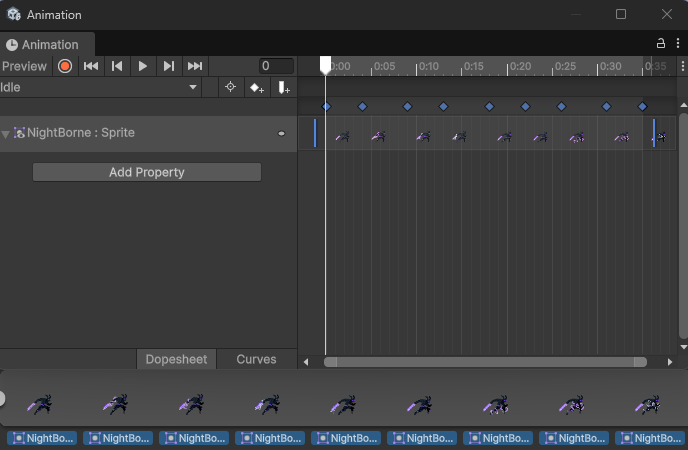 Animation
Animation
Preview 0 0:00 0:05 0:10 0:15 0:20 0:25 0:30 0:35
Idle
NightBorne : Sprite
Add Property
Dopesheet Curves
NightBo... NightBo... NightBo... NightBo... NightBo... NightBo... NightBo... NightBo... NightBo...